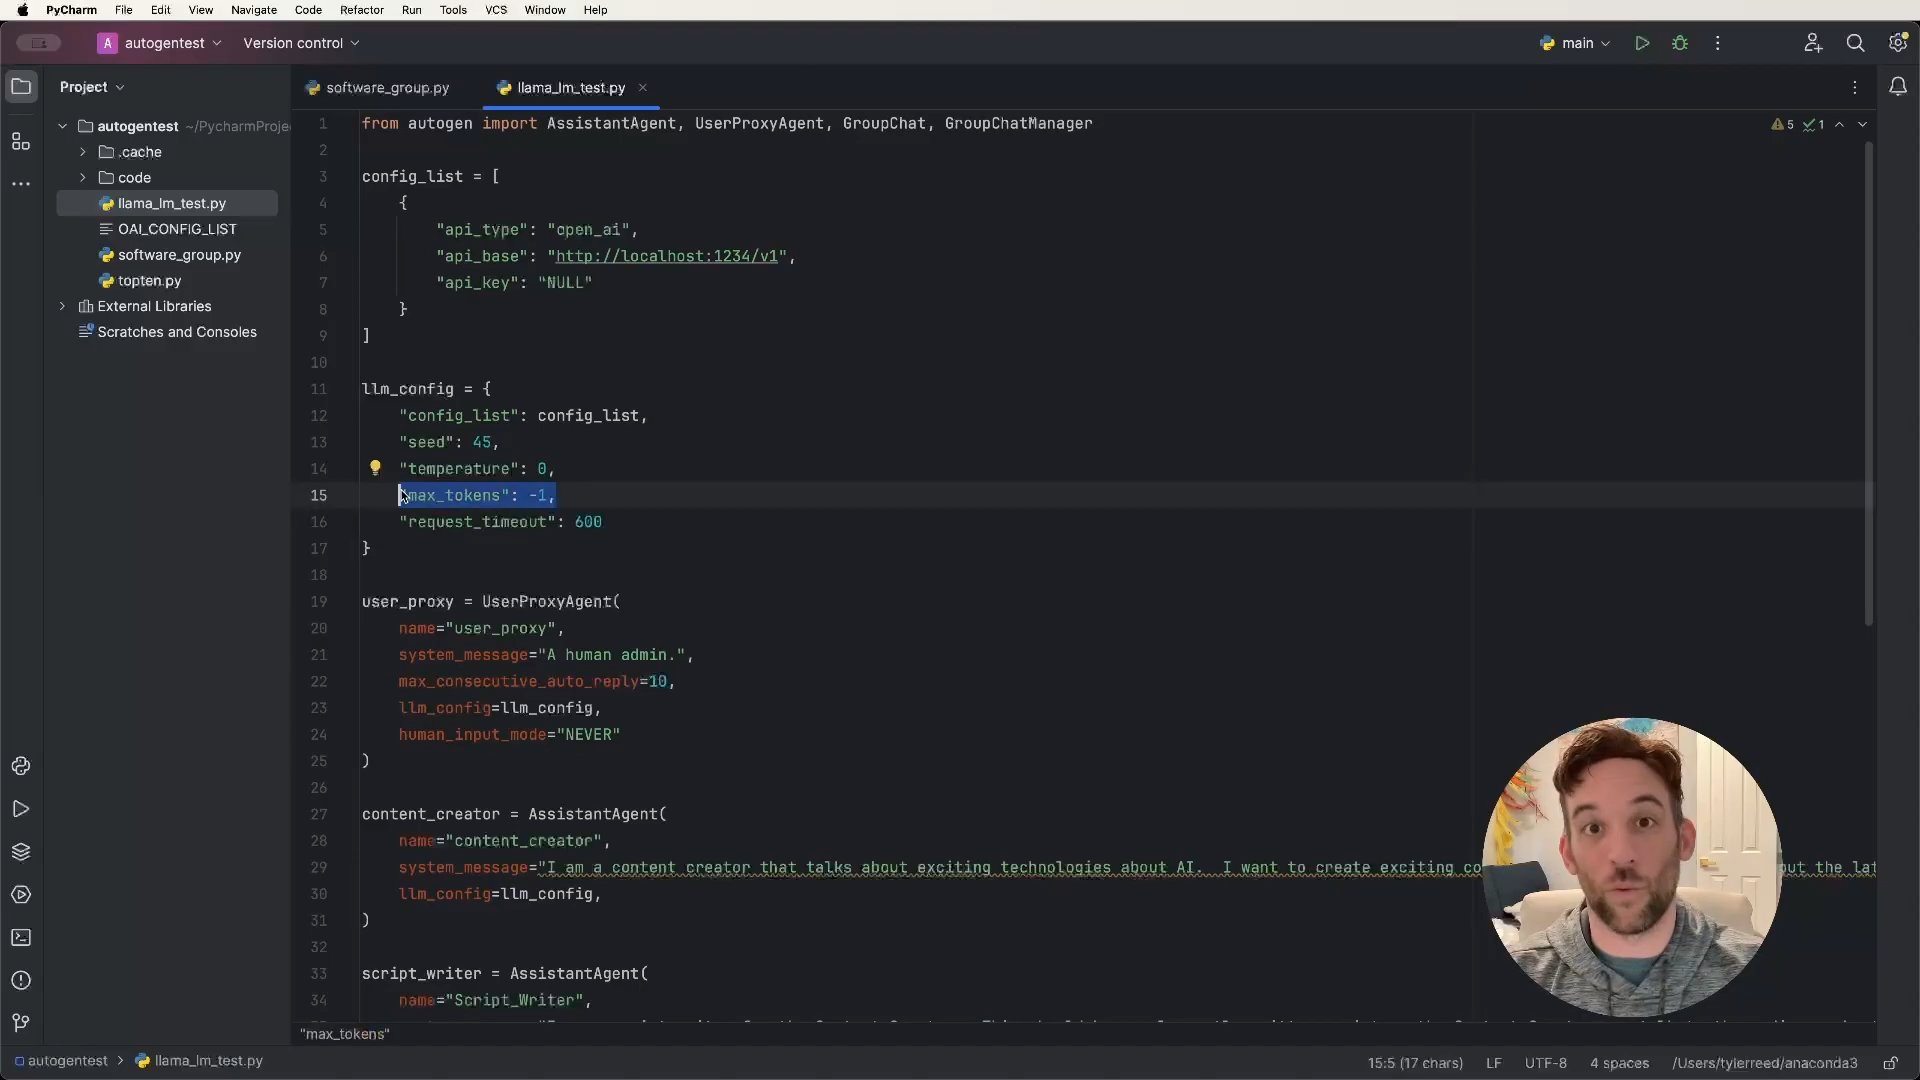 PyCharm File Edit View Navigate Code Refactor Run Tools VCS Window Help
A autogentest Version control main
Project
software_group.py llama_lm_test.py
autogentest ~/PycharmProje
.cache
code
llama_lm_test.py
OAI_CONFIG_LIST
software_group.py
topten.py
External Libraries
Scratches and Consoles
5 1
1 from autogen import AssistantAgent, UserProxyAgent, GroupChat, GroupChatManager
2
3 config_list = [
4 {
5 "api_type": "open_ai",
6 "api_base": "http://localhost:1234/v1",
7 "api_key": "NULL"
8 }
9 ]
10
11 llm_config = {
12 "config_list": config_list,
13 "seed": 45,
14 "temperature": 0,
15 "max_tokens": -1,
16 "request_timeout": 600
17 }
18
19 user_proxy = UserProxyAgent(
20 name="user_proxy",
21 system_message="A human admin.",
22 max_consecutive_auto_reply=10,
23 llm_config=llm_config,
24 human_input_mode="NEVER"
25 )
26
27 content_creator = AssistantAgent(
28 name="content_creator",
29 system_message="I am a content creator that talks about exciting technologies about AI. I want to create exciting co out the lat
30 llm_config=llm_config,
31 )
32
33 script_writer = AssistantAgent(
34 name="Script_Writer",
"max_tokens"
autogentest llama_lm_test.py 15:5 (17 chars) LF UTF-8 4 spaces /Users/tylerreed/anaconda3